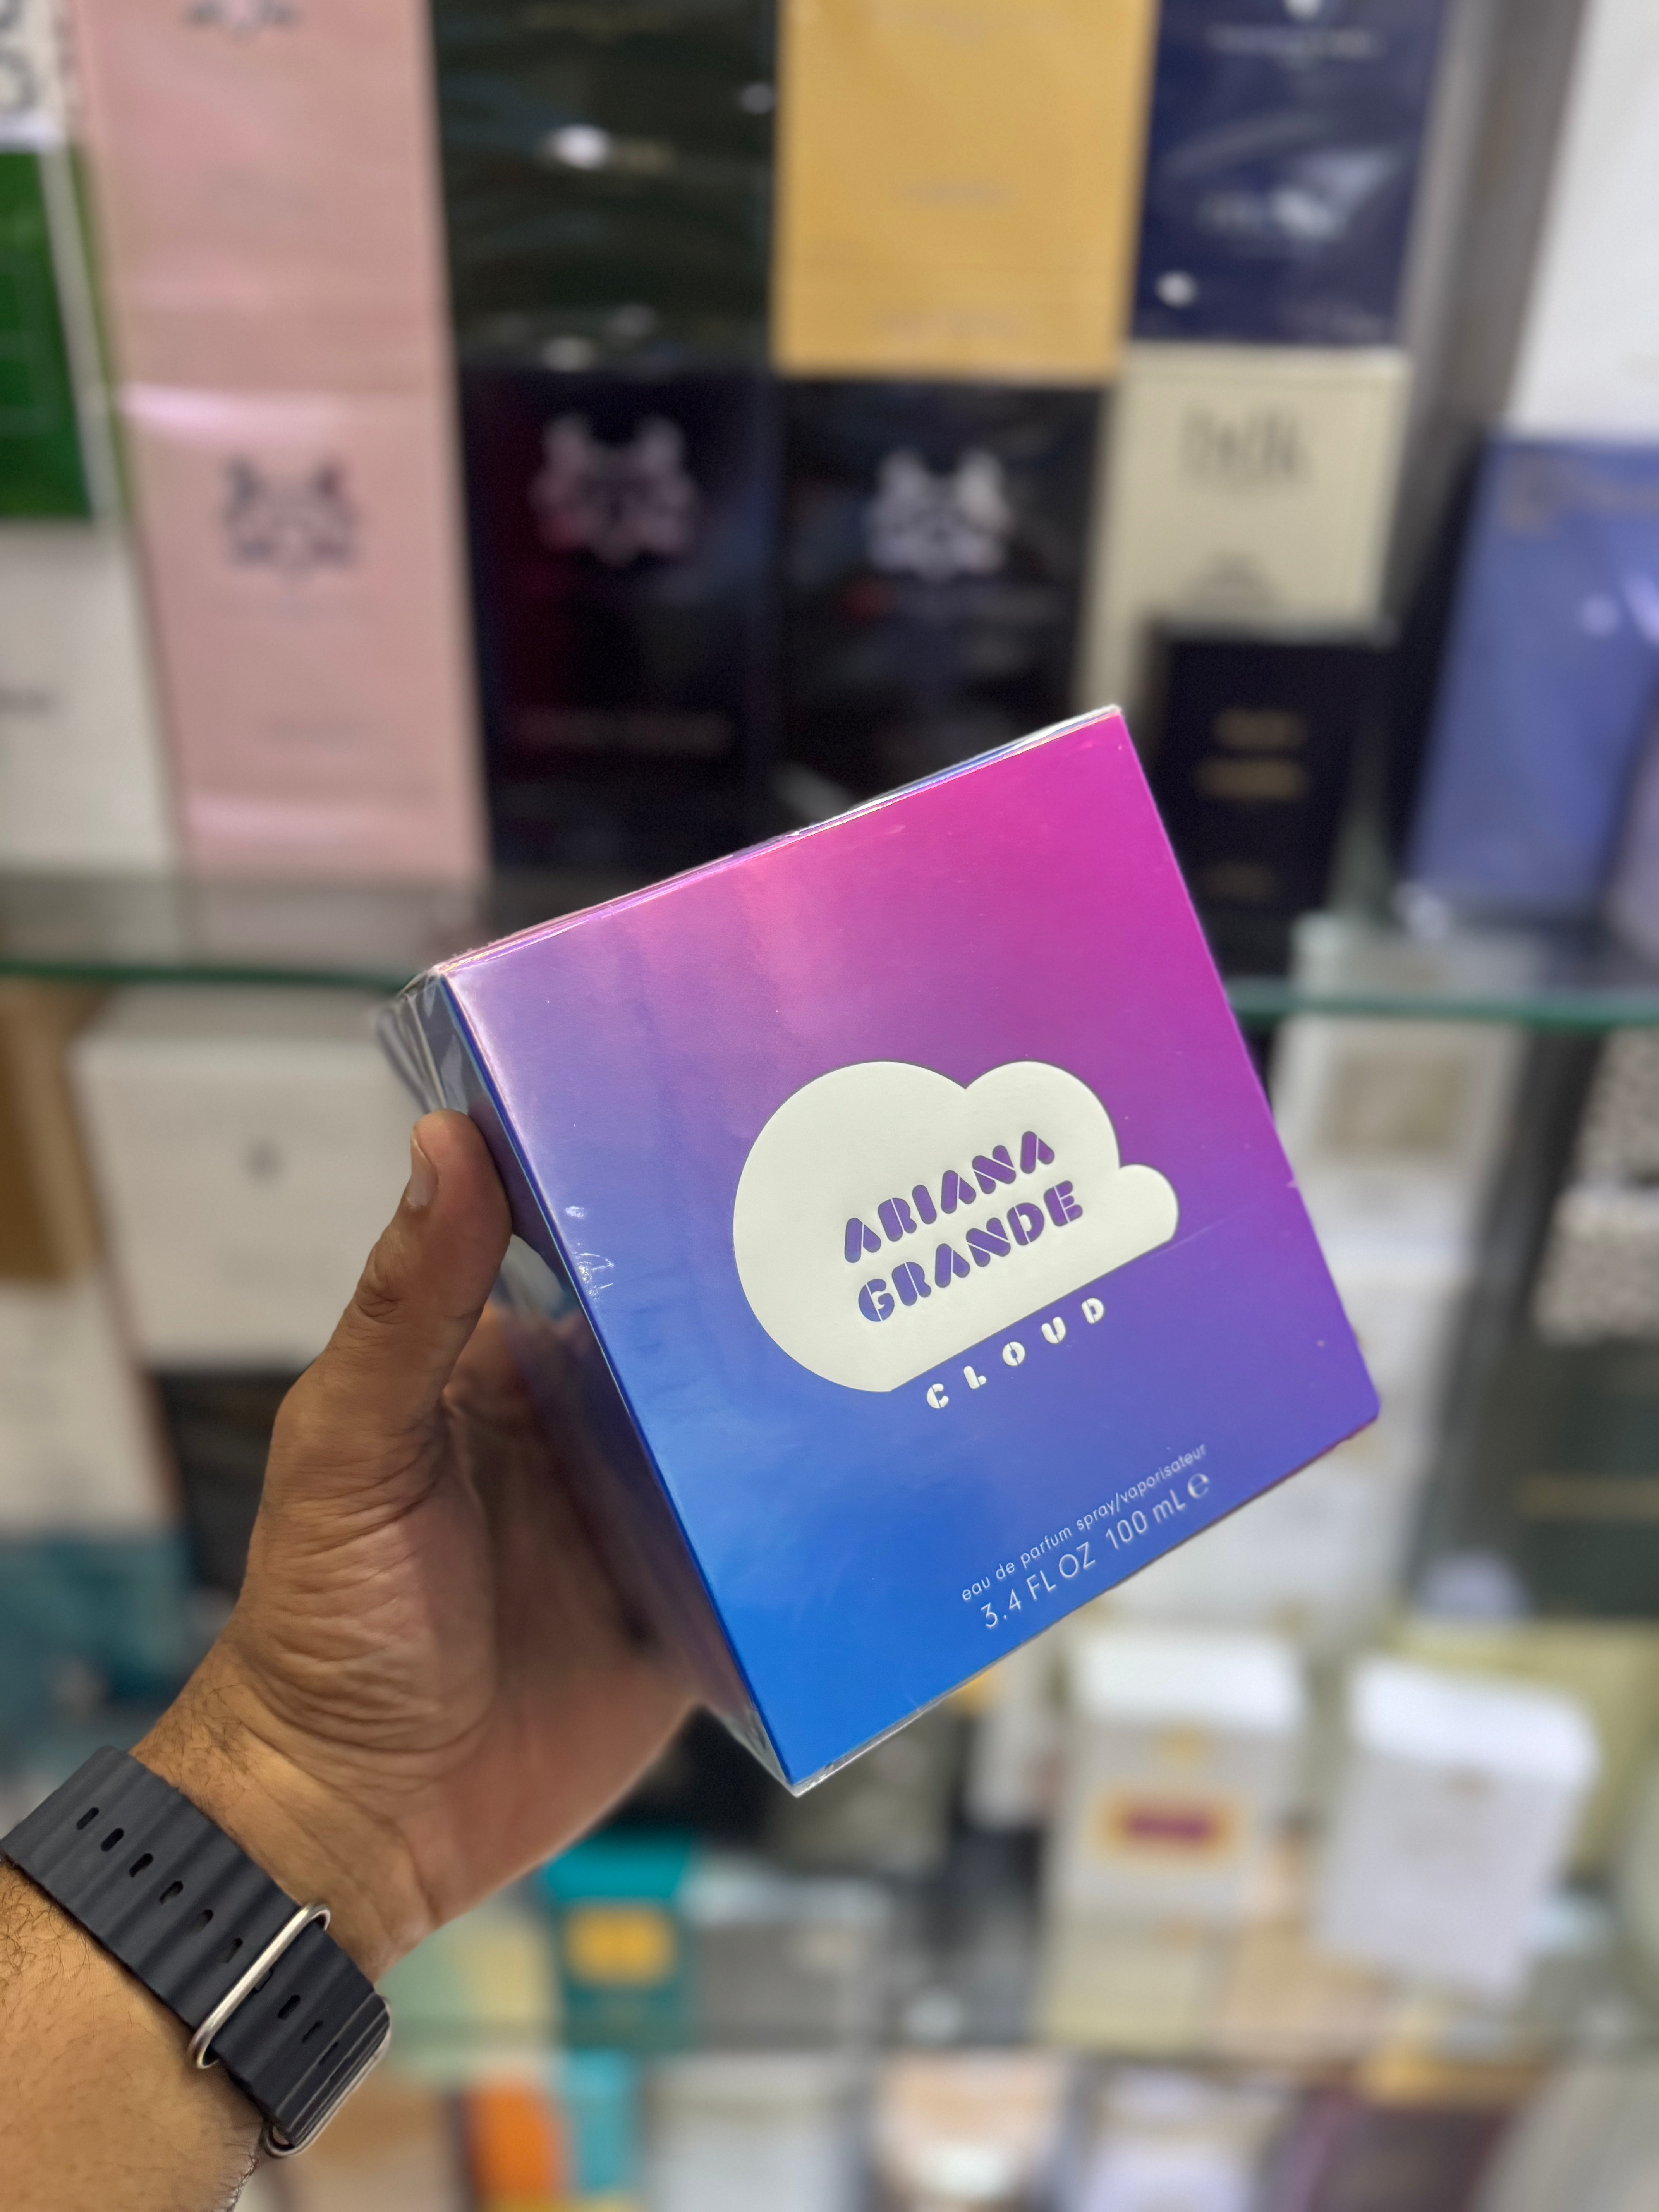 ARIANA
GRANDE
CLOUD
eau de parfum spray/vaporisateur
3.4 FL OZ 100 mL ℮